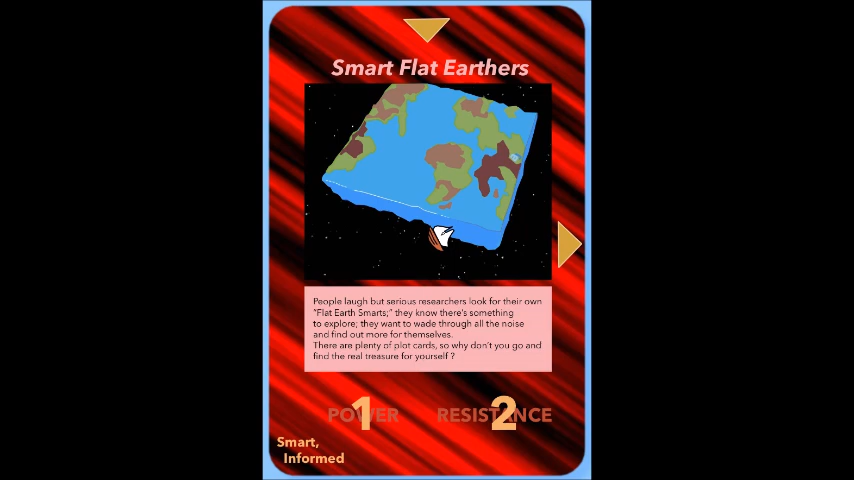 Smart Flat Earthers
People laugh but serious researchers look for their own
“Flat Earth Smarts;” they know there’s something
to explore; they want to wade through all the noise
and find out more for themselves.
There are plenty of plot cards, so why don’t you go and
find the real treasure for yourself ?
POWER 1 RESISTANCE 2
Smart,
Informed